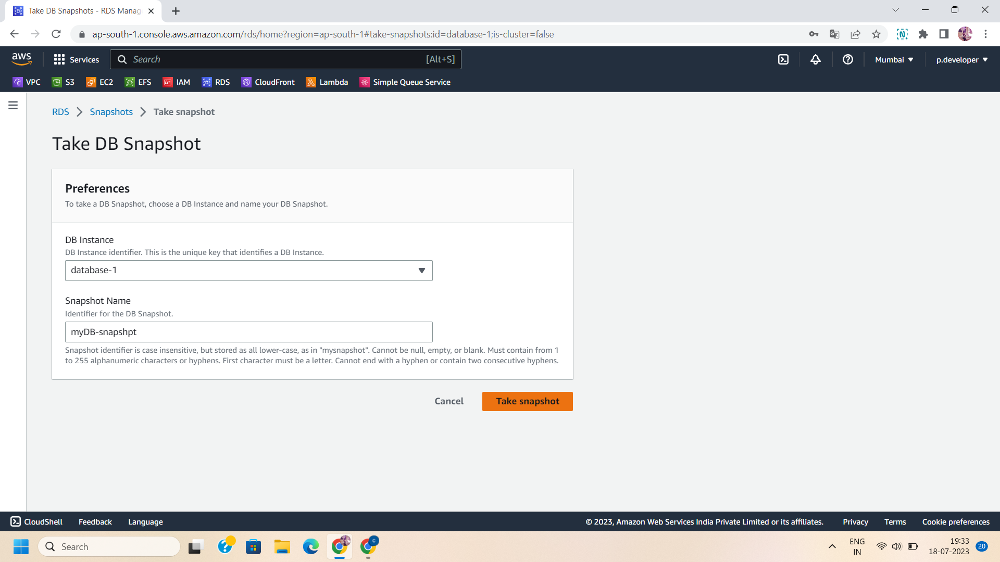 Take DB Snapshots - RDS Manag
ap-south-1.console.aws.amazon.com/rds/home?region=ap-south-1#take-snapshots:id=database-1;is-cluster=false
aws
Services
Search
[Alt+S]
Mumbai
p.developer
VPC
S3
EC2
EFS
IAM
RDS
CloudFront
Lambda
Simple Queue Service
RDS
Snapshots
Take snapshot
Take DB Snapshot
Preferences
To take a DB Snapshot, choose a DB Instance and name your DB Snapshot.
DB Instance
DB Instance identifier. This is the unique key that identifies a DB Instance.
database-1
Snapshot Name
Identifier for the DB Snapshot.
myDB-snapshpt
Snapshot identifier is case insensitive, but stored as all lower-case, as in "mysnapshot". Cannot be null, empty, or blank. Must contain from 1
to 255 alphanumeric characters or hyphens. First character must be a letter. Cannot end with a hyphen or contain two consecutive hyphens.
Cancel
Take snapshot
CloudShell
Feedback
Language
© 2023, Amazon Web Services India Private Limited or its affiliates.
Privacy
Terms
Cookie preferences
Search
ENG
IN
19:33
18-07-2023
20